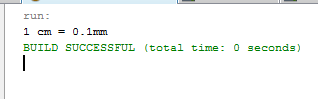 run:
1 cm = 0.1mm
BUILD SUCCESSFUL (total time: 0 seconds)